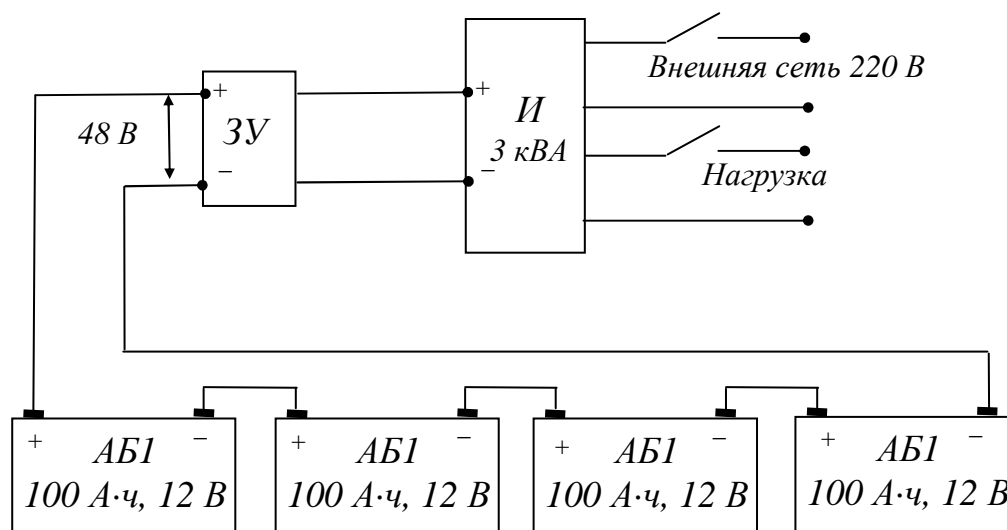 Внешняя сеть 220 В
+
+
48 В
ЗУ
И
3 кВА
–
–
Нагрузка
+ –
АБ1
100 А·ч, 12 В
+ –
АБ1
100 А·ч, 12 В
+ –
АБ1
100 А·ч, 12 В
+ –
АБ1
100 А·ч, 12 В